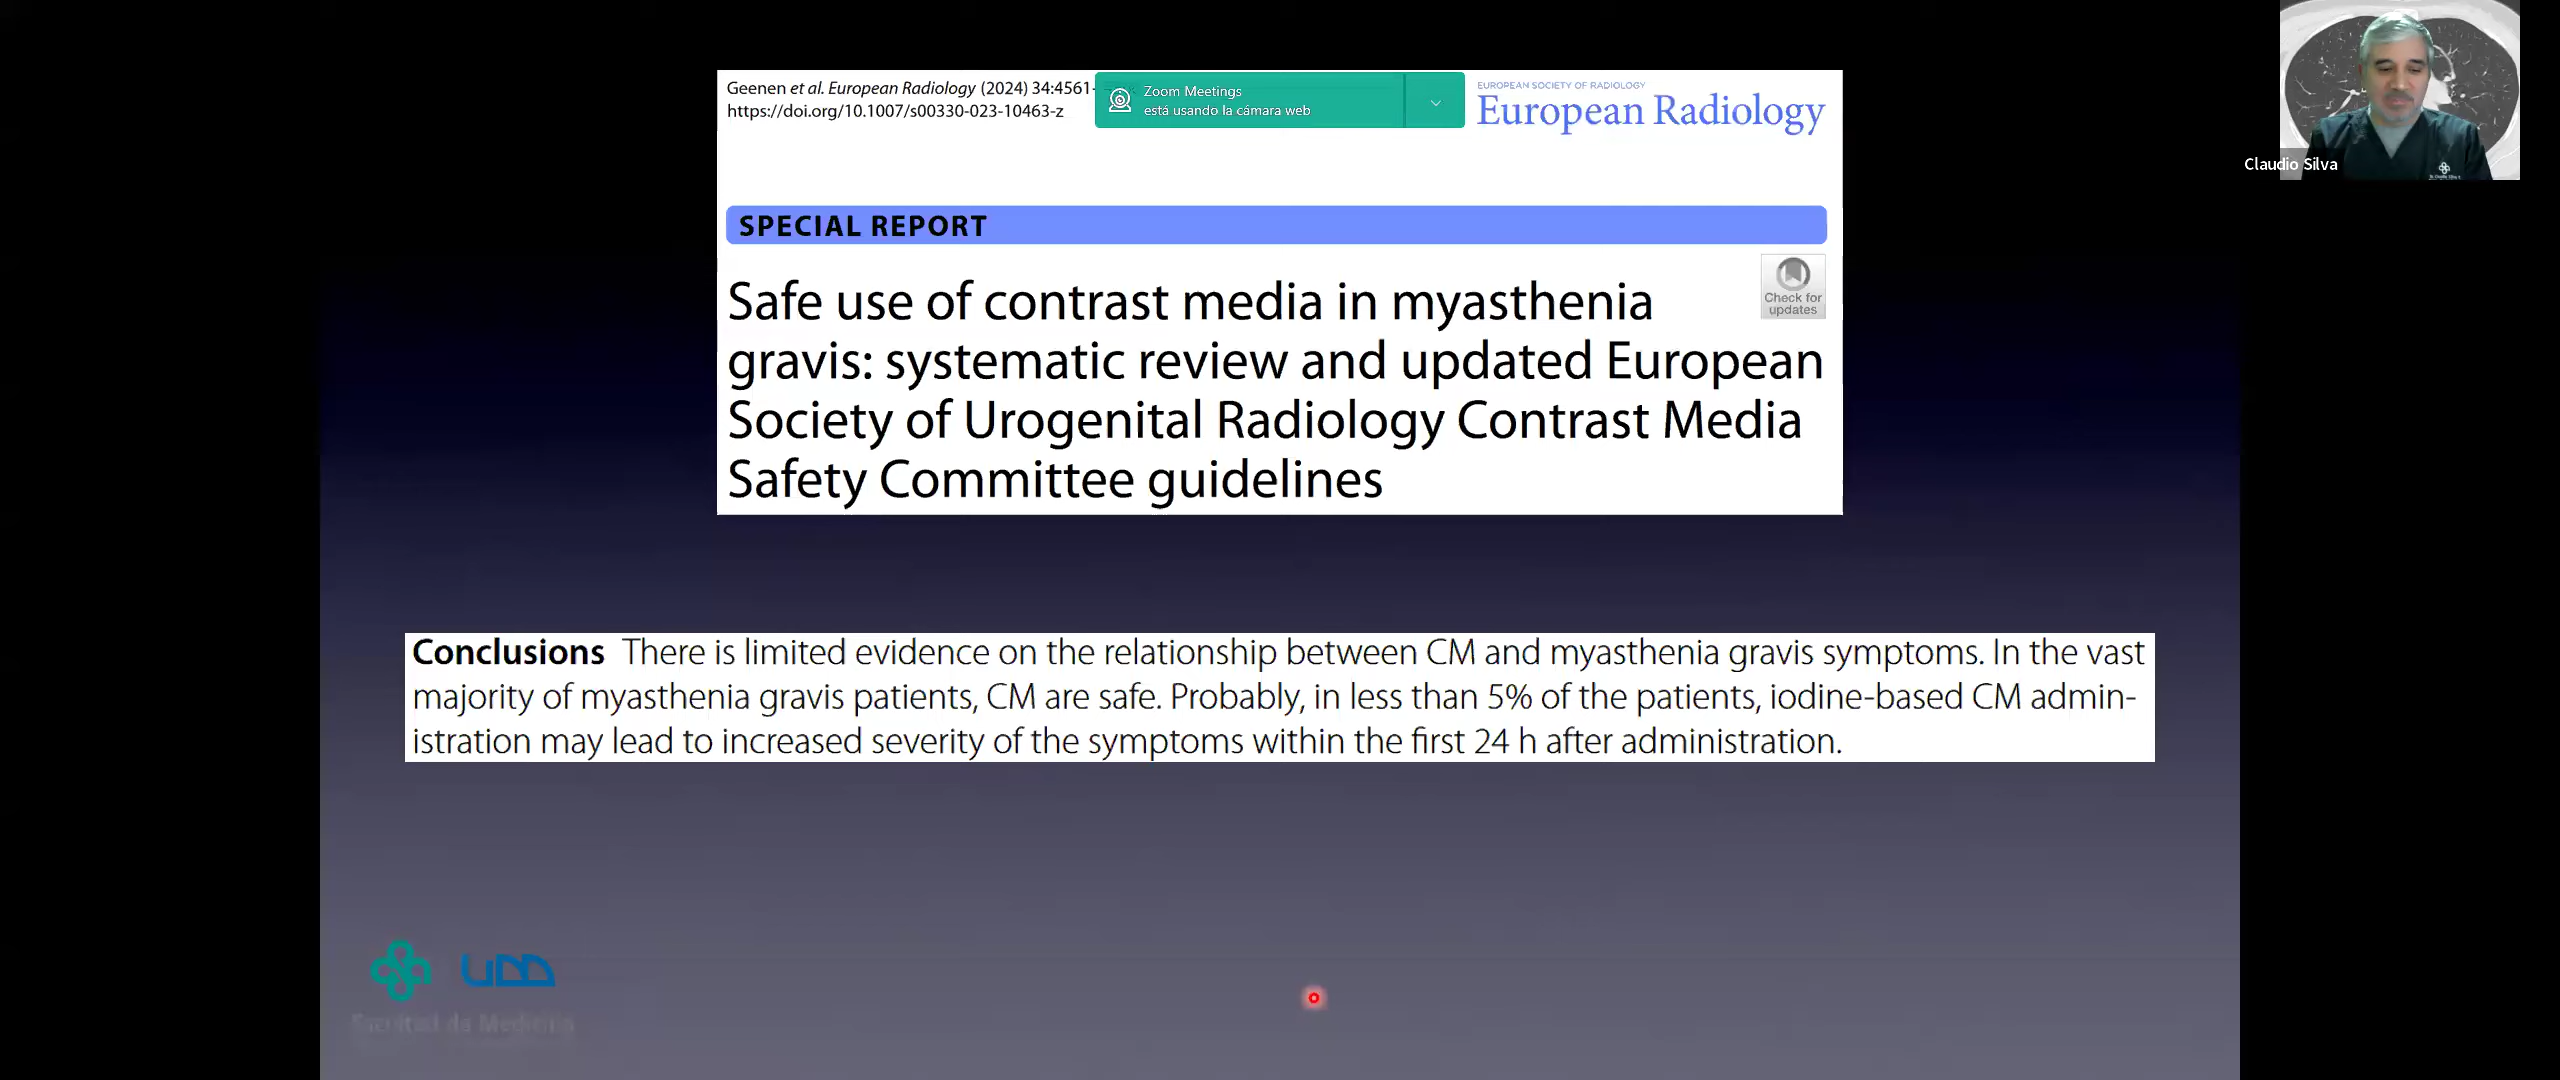 Geenen et al. European Radiology (2024) 34:4561-
https://doi.org/10.1007/s00330-023-10463-z
Zoom Meetings
está usando la cámara web
EUROPEAN SOCIETY OF RADIOLOGY
European Radiology
Claudio Silva
SPECIAL REPORT
Check for
updates
Safe use of contrast media in myasthenia
gravis: systematic review and updated European
Society of Urogenital Radiology Contrast Media
Safety Committee guidelines
Conclusions There is limited evidence on the relationship between CM and myasthenia gravis symptoms. In the vast
majority of myasthenia gravis patients, CM are safe. Probably, in less than 5% of the patients, iodine-based CM admin-
istration may lead to increased severity of the symptoms within the first 24 h after administration.
UDD
Facultad de Medicina